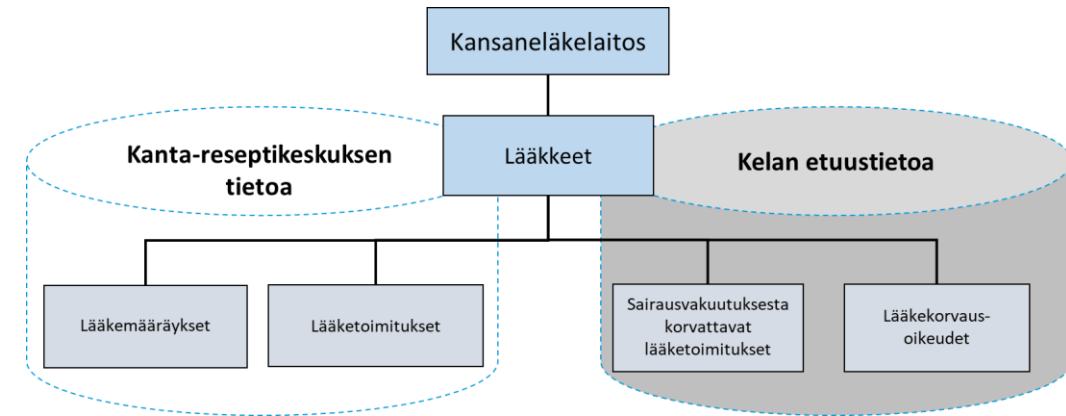 Kansaneläkelaitos
Kanta-reseptikeskuksen
tietoa
Lääkkeet
Kelan etuustietoa
Lääkemääräykset
Lääketoimitukset
Sairausvakuutuksesta
korvattavat
lääketoimitukset
Lääkekorvaus-
oikeudet